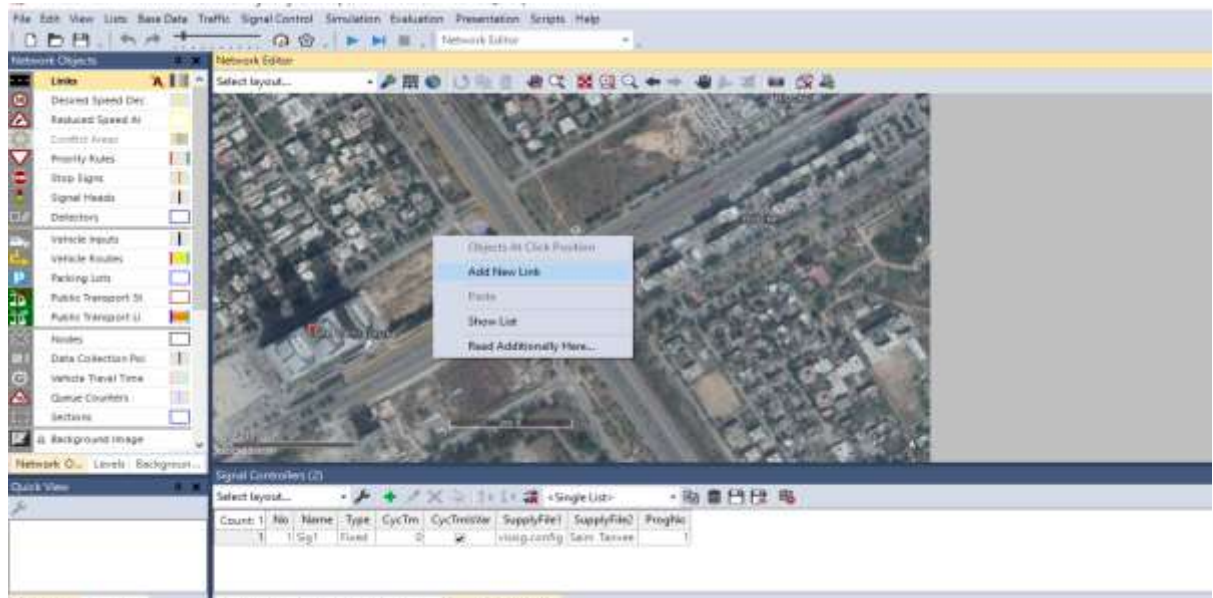 File Edit View Lists Base Data Traffic Signal Control Simulation Evaluation Presentation Scripts Help
Network Editor
Network Objects
Network Editor
Links
Select layout...
Desired Speed Dec
Reduced Speed Ar
Conflict Areas
Priority Rules
Stop Signs
Signal Heads
Detectors
Vehicle Inputs
Vehicle Routes
Parking Lots
Public Transport St
Public Transport Li
Nodes
Data Collection Poi
Vehicle Travel Time
Queue Counters
Sections
Background Image
Objects At Click Position
Add New Link
Paste
Show List
Read Additionally Here...
Network O... Levels Backgroun...
Quick View
Signal Controllers (2)
Select layout...
<Single List>
Count: 1 No Name Type CycTm CycTmIsVar SupplyFile1 SupplyFile2 ProgNo
1 1 Sig1 Fixed 0 vissig.config Saim Tanvee 1